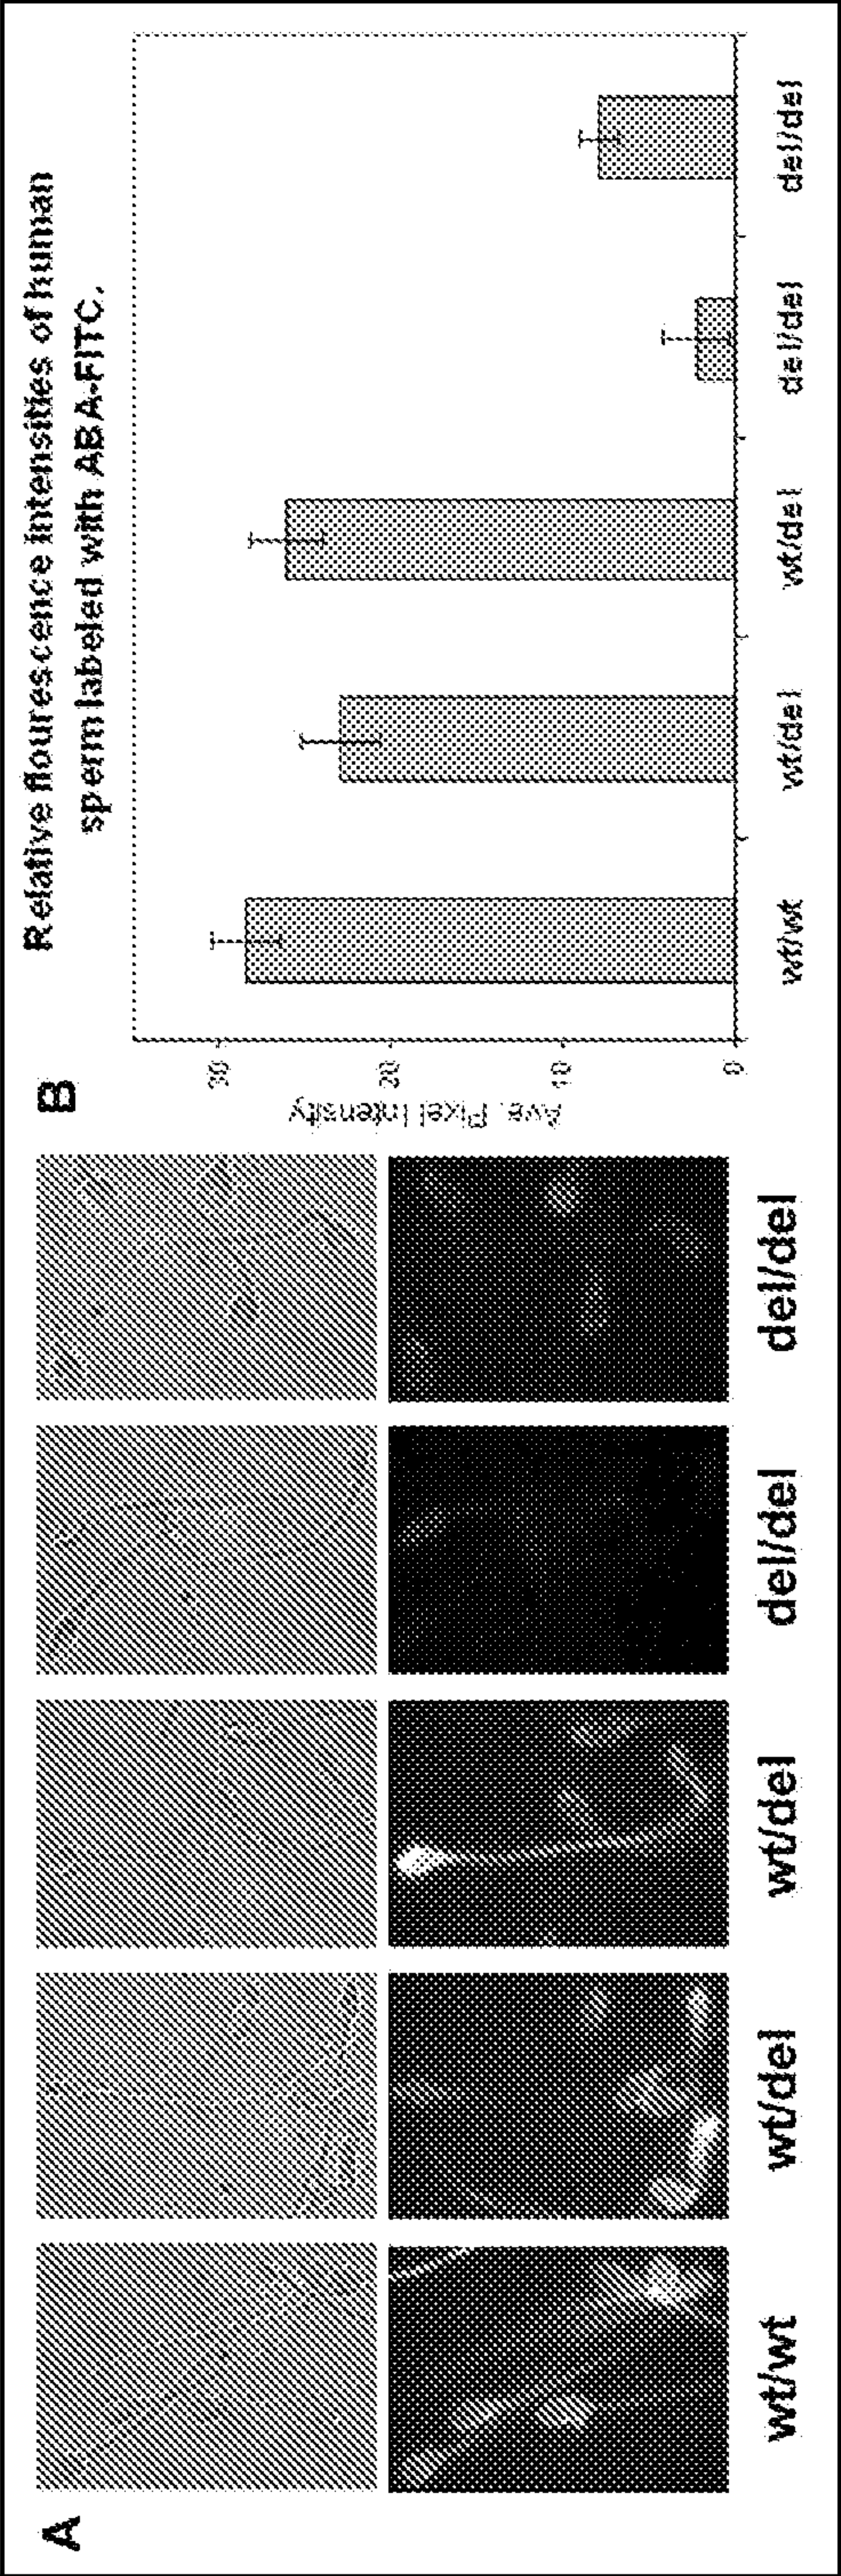 A
wt/wt
wt/del
wt/del
del/del
del/del
B
Relative flourescence intensities of human
sperm labeled with ABA-FITC.
Ave. Pixel Intensity
30
20
10
0
wt/wt
wt/del
wt/del
del/del
del/del